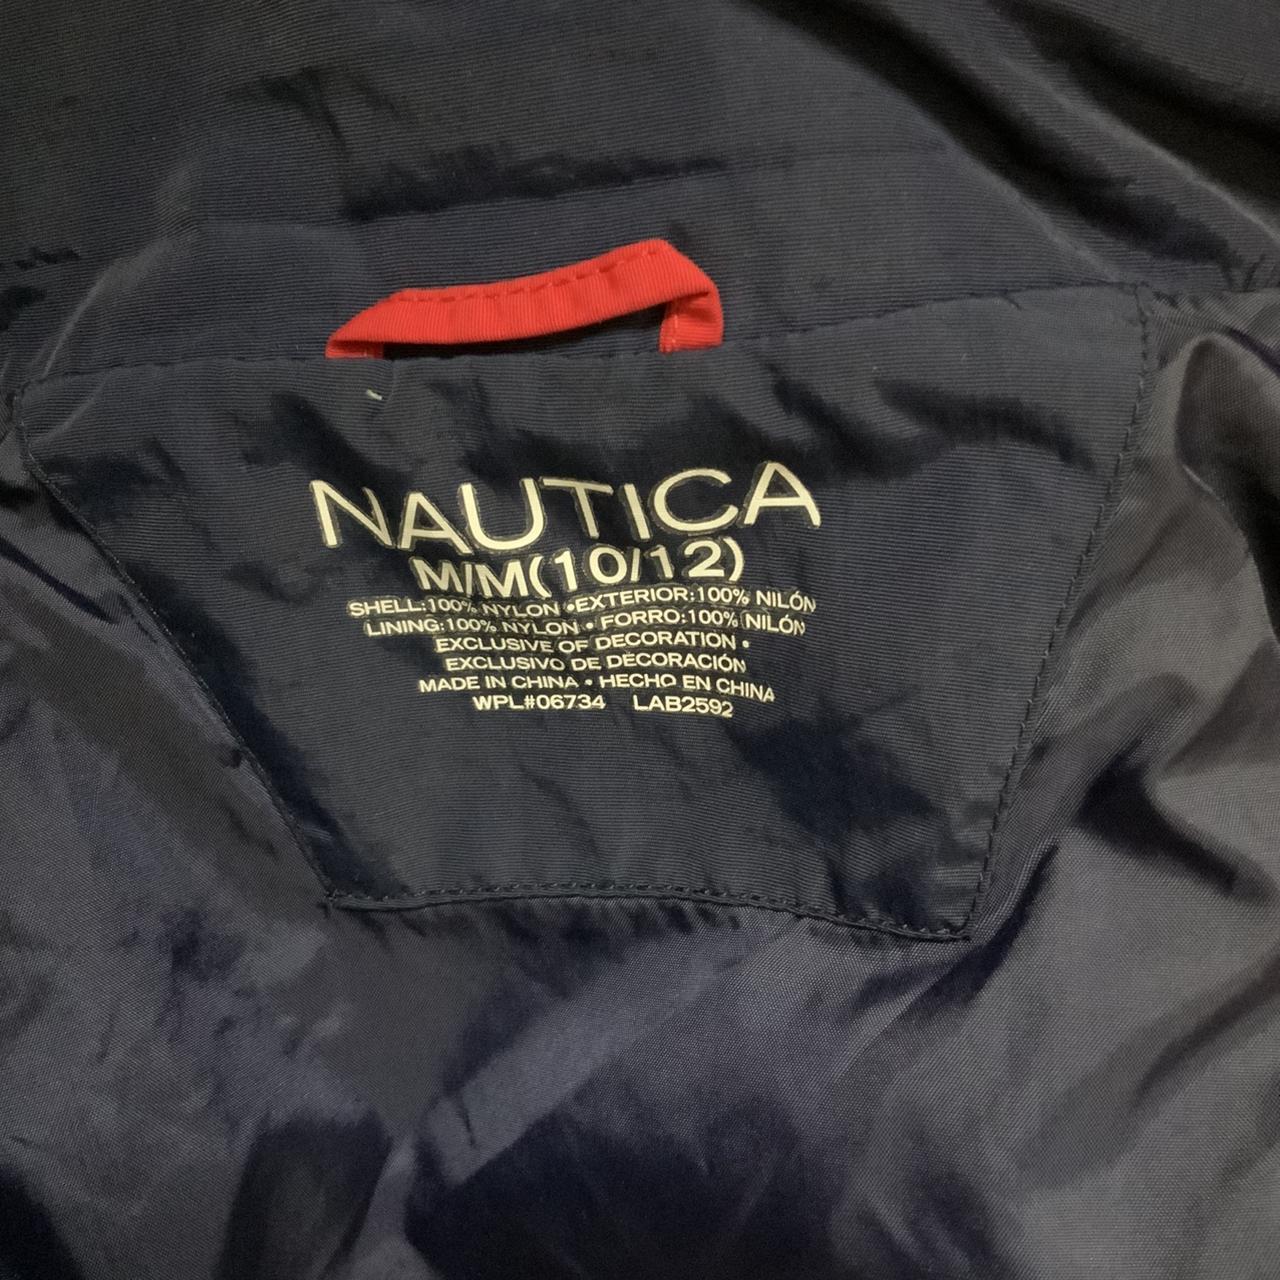 NAUTICA
M/M(10/12)
SHELL:100% NYLON •EXTERIOR:100% NILÓN
LINING:100% NYLON • FORRO:100% NILÓN
EXCLUSIVE OF DECORATION •
EXCLUSIVO DE DECORACIÓN
MADE IN CHINA • HECHO EN CHINA
WPL#06734 LAB2592